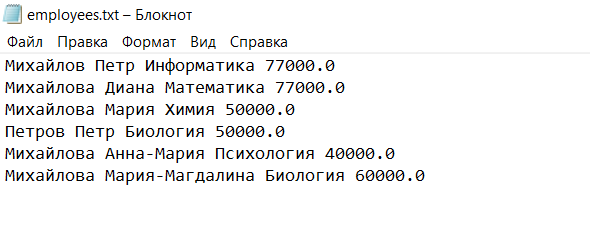 employees.txt – Блокнот
Файл Правка Формат Вид Справка
Михайлов Петр Информатика 77000.0
Михайлова Диана Математика 77000.0
Михайлова Мария Химия 50000.0
Петров Петр Биология 50000.0
Михайлова Анна-Мария Психология 40000.0
Михайлова Мария-Магдалина Биология 60000.0